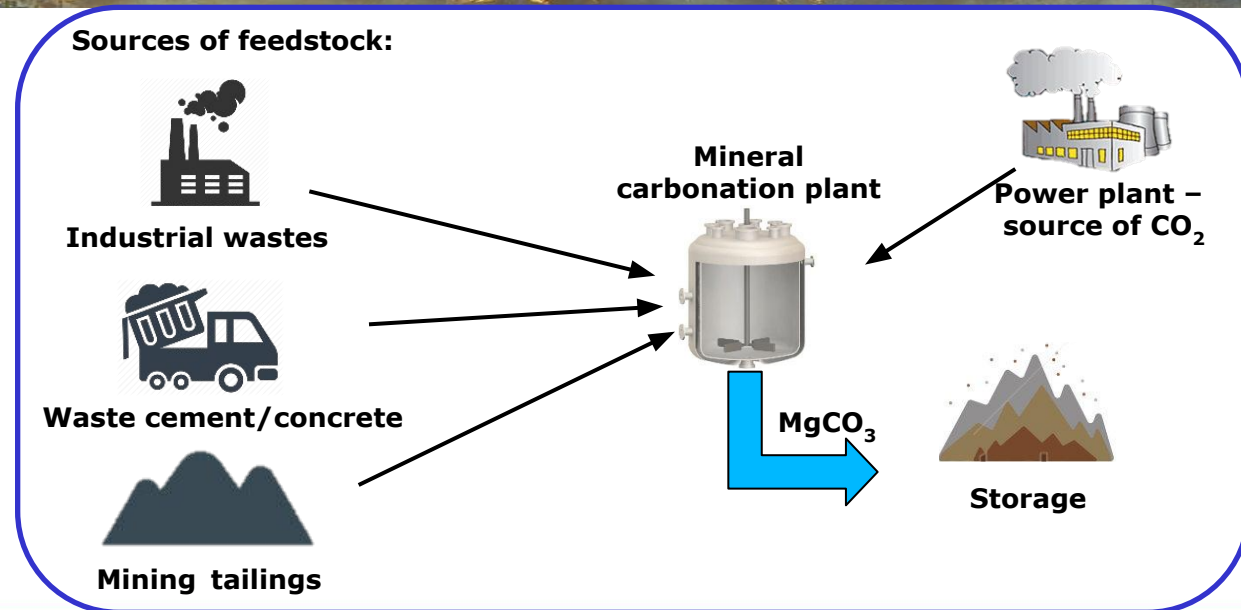 Sources of feedstock:
Industrial wastes
Waste cement/concrete
Mining tailings
Mineral
carbonation plant
MgCO₃
Power plant –
source of CO₂
Storage